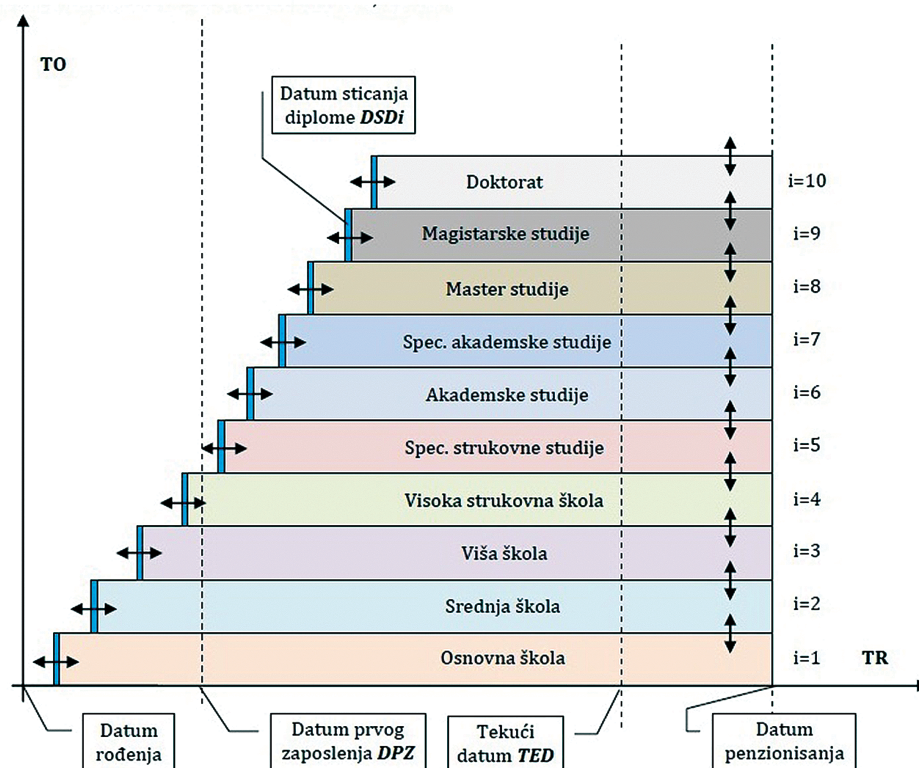 TO
Datum sticanja
diplome DSDi
Doktorat
i=10
Magistarske studije
i=9
Master studije
i=8
Spec. akademske studije
i=7
Akademske studije
i=6
Spec. strukovne studije
i=5
Visoka strukovna škola
i=4
Viša škola
i=3
Srednja škola
i=2
Osnovna škola
i=1
TR
Datum
rođenja
Datum prvog
zaposlenja DPZ
Tekući
datum TED
Datum
penzionisanja